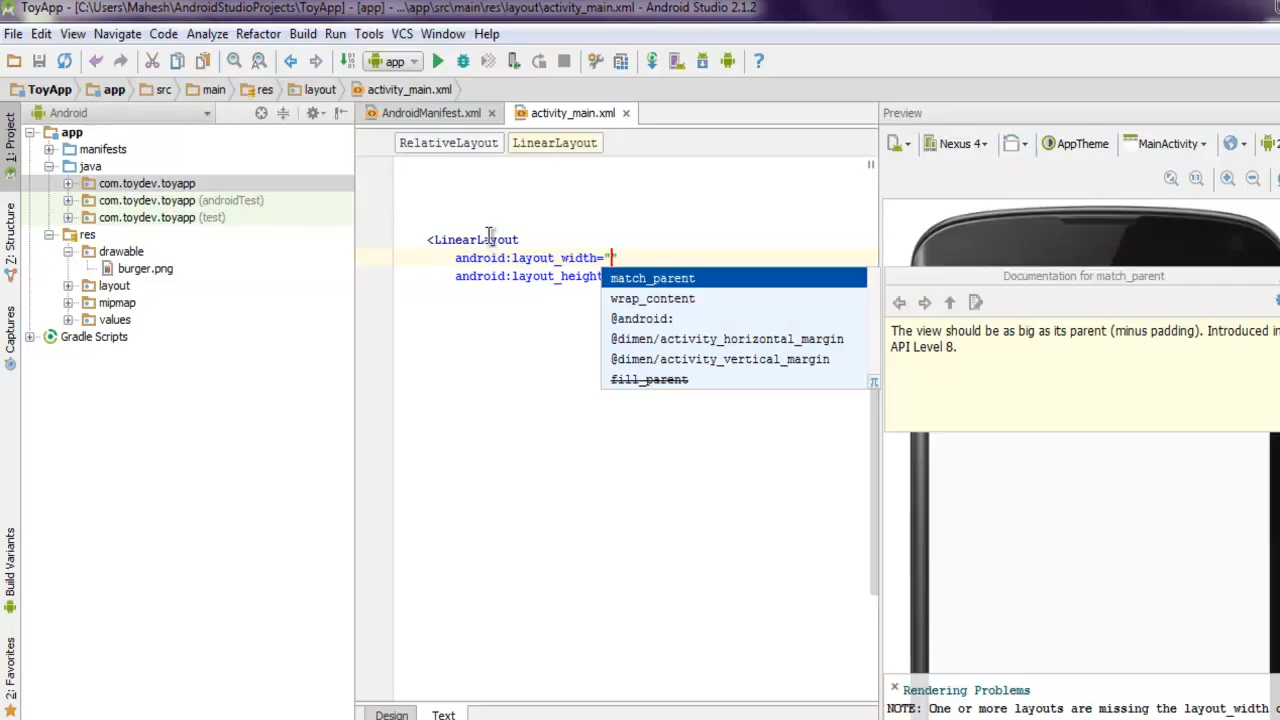 ToyApp - [C:\Users\Mahesh\AndroidStudioProjects\ToyApp] - [app] - ...\app\src\main\res\layout\activity_main.xml - Android Studio 2.1.2
File Edit View Navigate Code Analyze Refactor Build Run Tools VCS Window Help
app
ToyApp app src main res layout activity_main.xml
Android
AndroidManifest.xml activity_main.xml
Preview
RelativeLayout LinearLayout
Nexus 4 AppTheme MainActivity 2
1: Project
2: Structure
Captures
Build Variants
2: Favorites
app
manifests
java
com.toydev.toyapp
com.toydev.toyapp (androidTest)
com.toydev.toyapp (test)
res
drawable
burger.png
layout
mipmap
values
Gradle Scripts
<LinearLayout
android:layout_width=""
android:layout_height
match_parent
wrap_content
@android:
@dimen/activity_horizontal_margin
@dimen/activity_vertical_margin
fill_parent
π
Documentation for match_parent
The view should be as big as its parent (minus padding). Introduced in
API Level 8.
Rendering Problems
NOTE: One or more layouts are missing the layout_width
Design Text